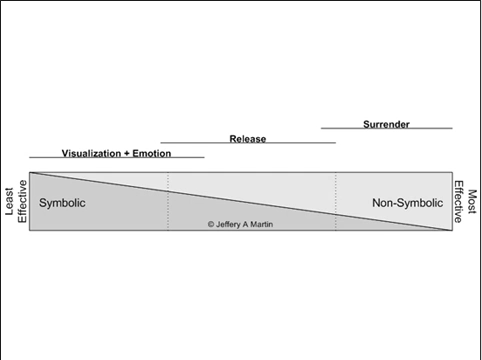 Surrender
Release
Visualization + Emotion
Least
Effective
Symbolic
Non-Symbolic
Most
Effective
© Jeffery A Martin